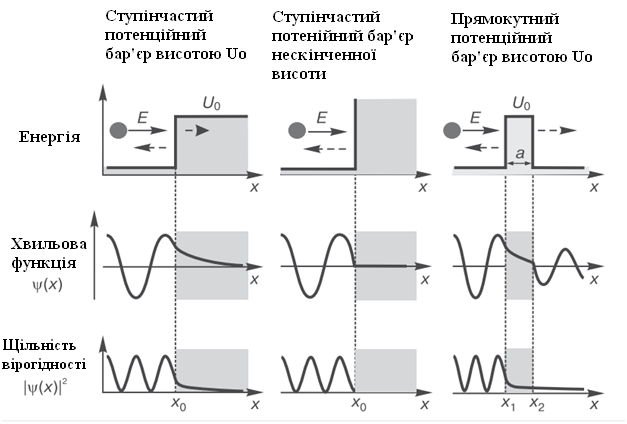 Ступінчастий
потенційний
бар’єр висотою Uo
Ступінчастий
потенійний бар’єр
нескінченної
висоти
Прямокутний
потенційний
бар’єр висотою Uo
Енергія
E
U₀
x
E
x
E
U₀
a
x
Хвильова
функція
ψ(x)
x
x
x
Щільність
вірогідності
|ψ(x)|²
x₀
x
x₀
x
x₁
x₂
x